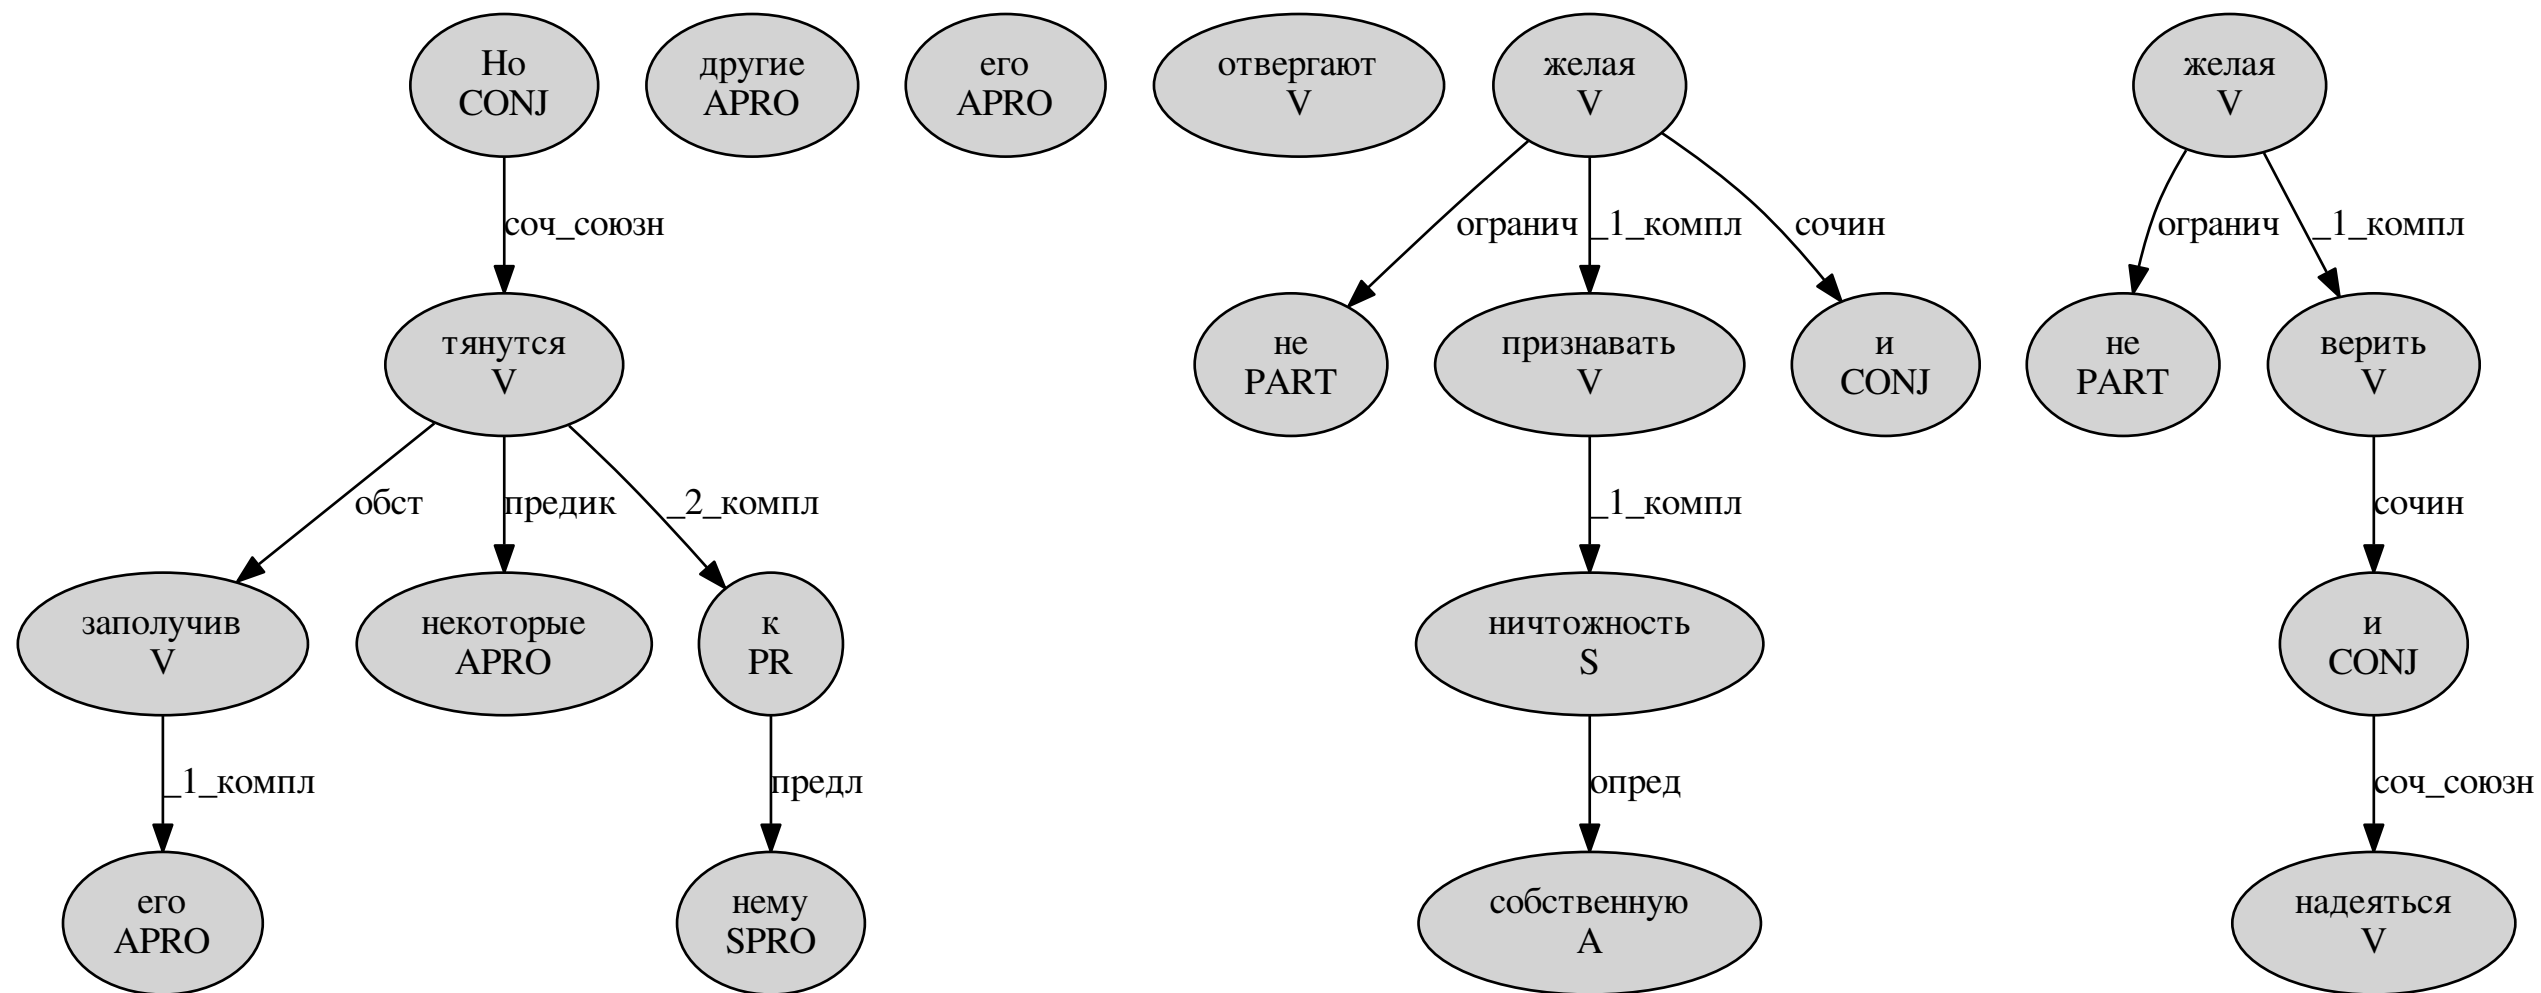 Но
CONJ
другие
APRO
его
APRO
отвергают
V
желая
V
желая
V
соч_союзн
огранич
_1_компл
сочин
огранич
_1_компл
тянутся
V
не
PART
признавать
V
и
CONJ
не
PART
верить
V
обст
предик
_2_компл
_1_компл
сочин
заполучив
V
некоторые
APRO
к
PR
ничтожность
S
и
CONJ
_1_компл
предл
опред
соч_союзн
его
APRO
нему
SPRO
собственную
A
надеяться
V